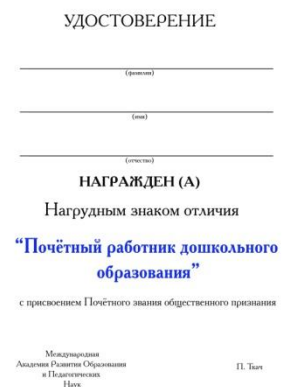 УДОСТОВЕРЕНИЕ
(фамилия)
(имя)
(отчество)
НАГРАЖДЕН (А)
Нагрудным знаком отличия
“Почётный работник дошкольного
образования”
с присвоением Почётного звания общественного признания
Международная
Академия Развития Образования
и Педагогических
Наук
П. Ткач